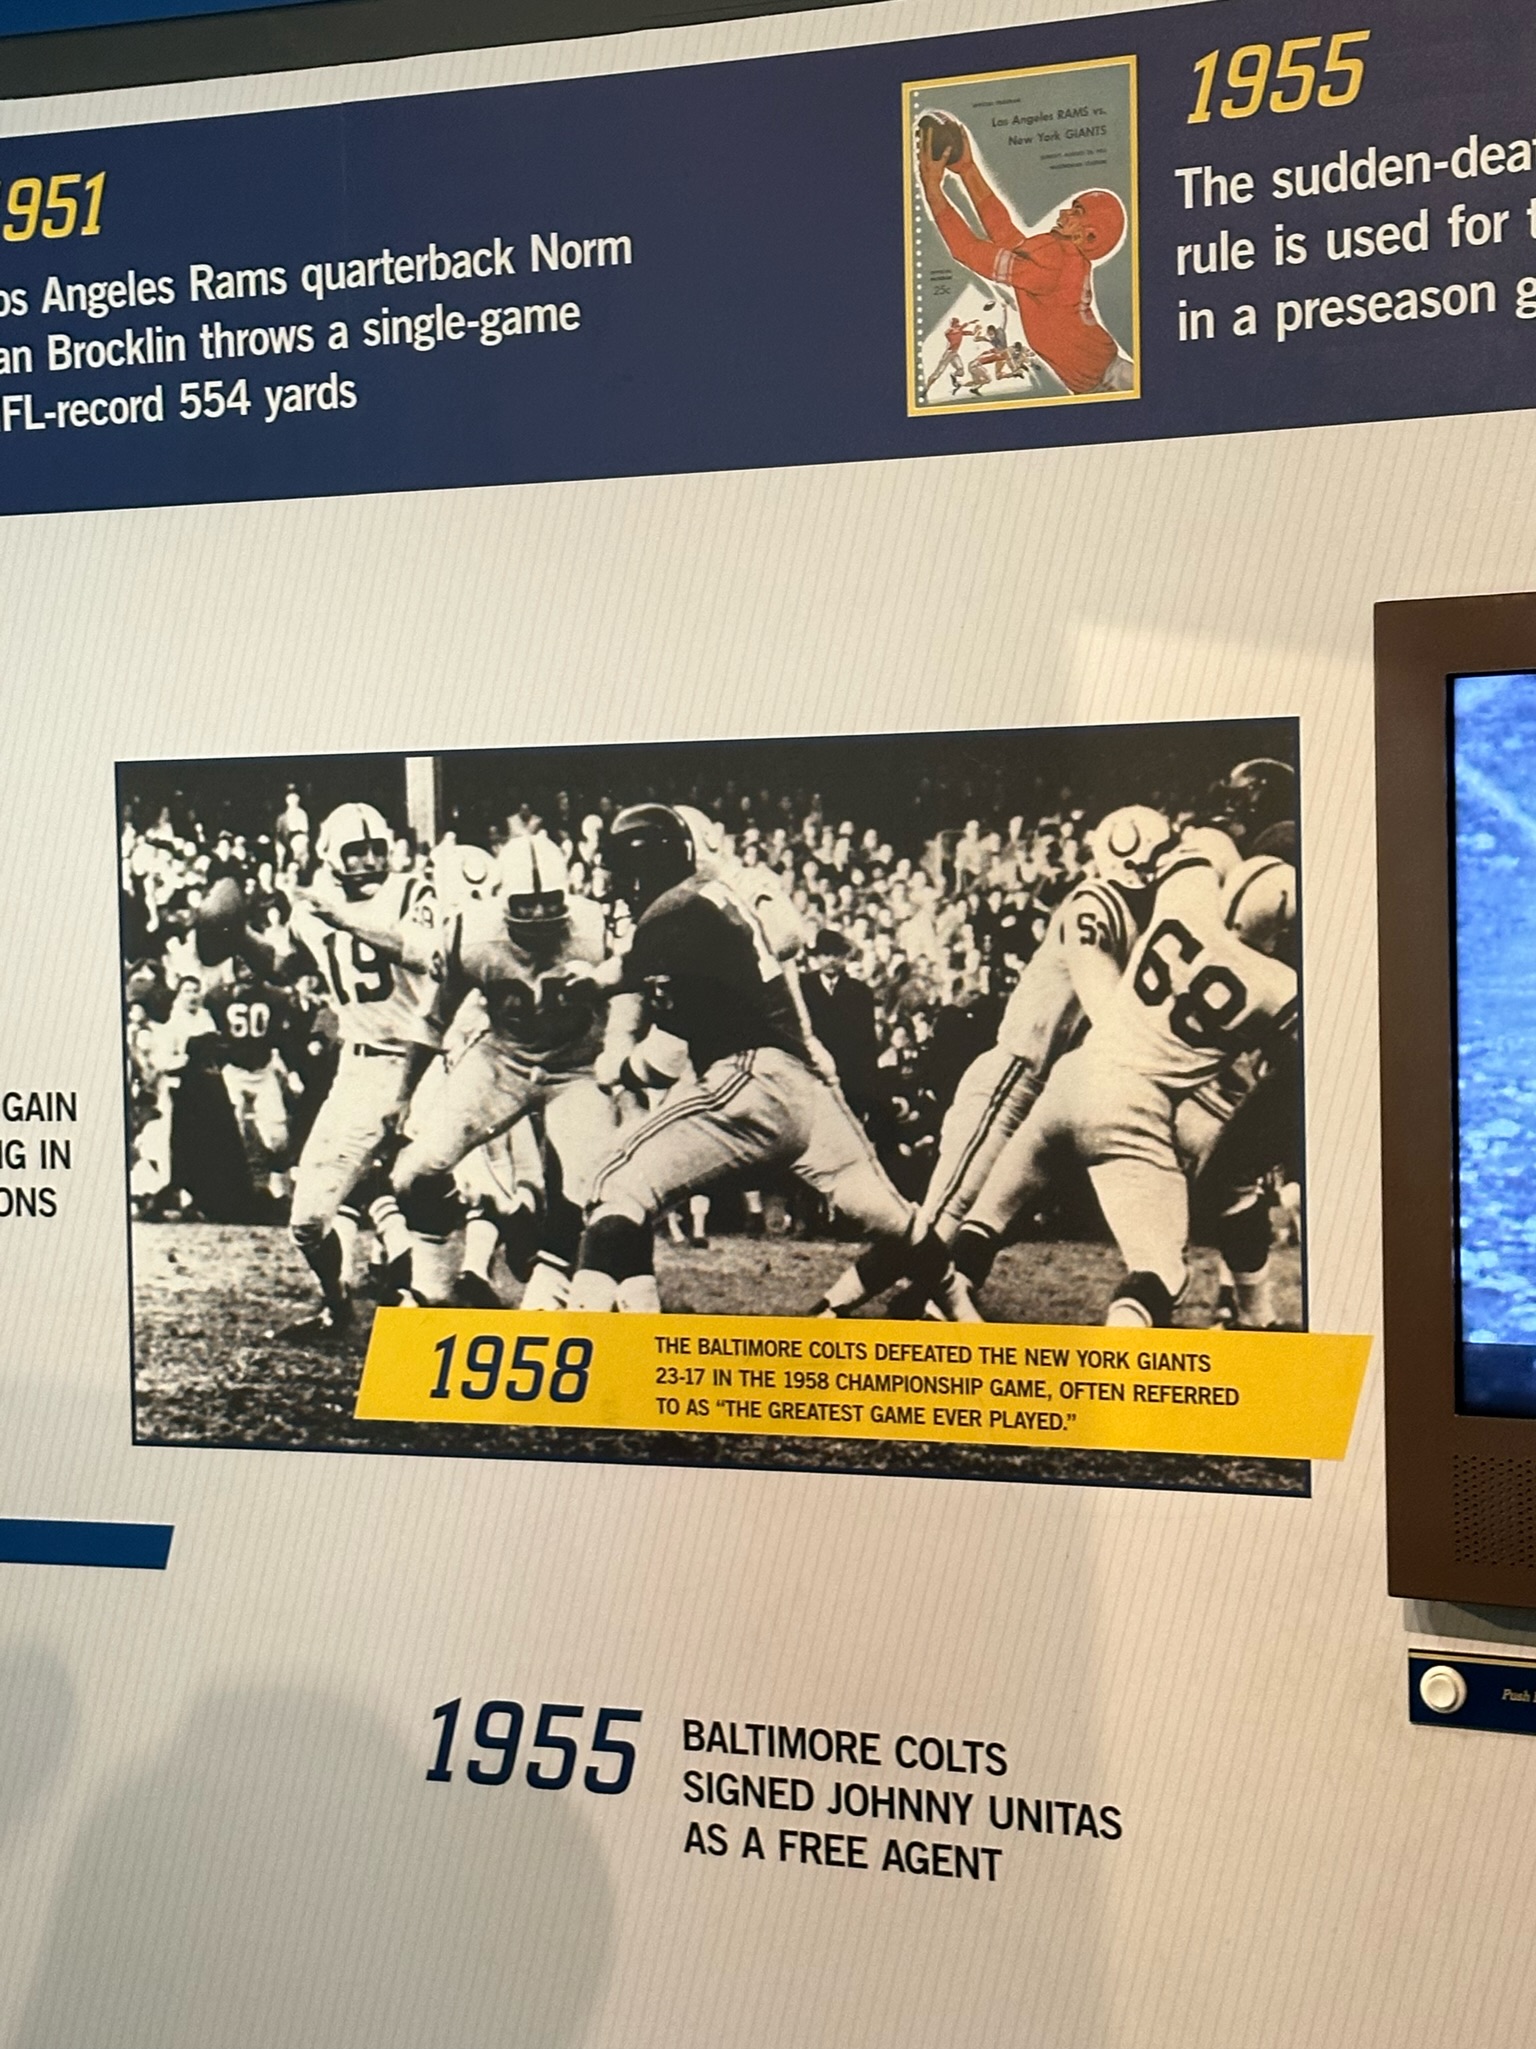 951
os Angeles Rams quarterback Norm
an Brocklin throws a single-game
FL-record 554 yards
OFFICIAL PROGRAM
Los Angeles RAMS vs.
New York GIANTS
25c
1955
The sudden-dea
rule is used for t
in a preseason g
GAIN
G IN
ONS
19
60
68
1958
THE BALTIMORE COLTS DEFEATED THE NEW YORK GIANTS
23-17 IN THE 1958 CHAMPIONSHIP GAME, OFTEN REFERRED
TO AS “THE GREATEST GAME EVER PLAYED.”
Push
1955
BALTIMORE COLTS
SIGNED JOHNNY UNITAS
AS A FREE AGENT